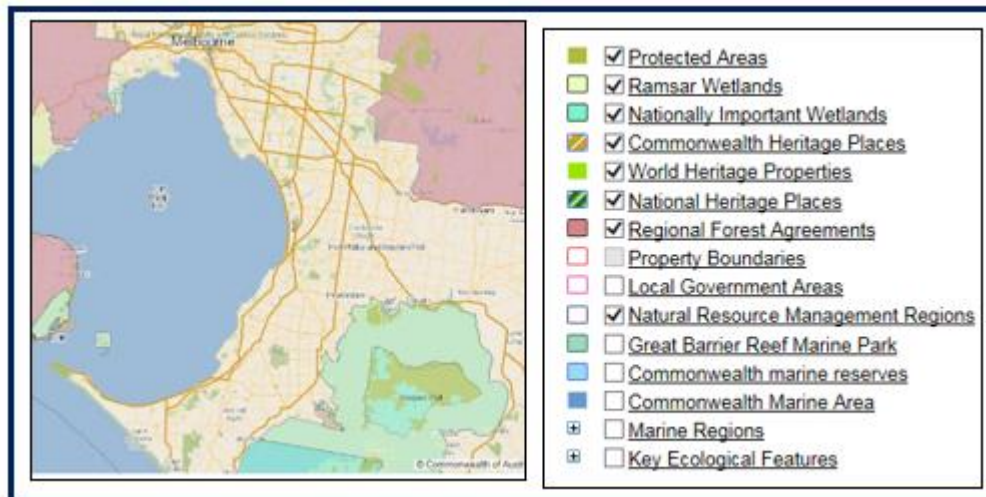 Melbourne
© Commonwealth of Aust
Protected Areas
Ramsar Wetlands
Nationally Important Wetlands
Commonwealth Heritage Places
World Heritage Properties
National Heritage Places
Regional Forest Agreements
Property Boundaries
Local Government Areas
Natural Resource Management Regions
Great Barrier Reef Marine Park
Commonwealth marine reserves
Commonwealth Marine Area
Marine Regions
Key Ecological Features